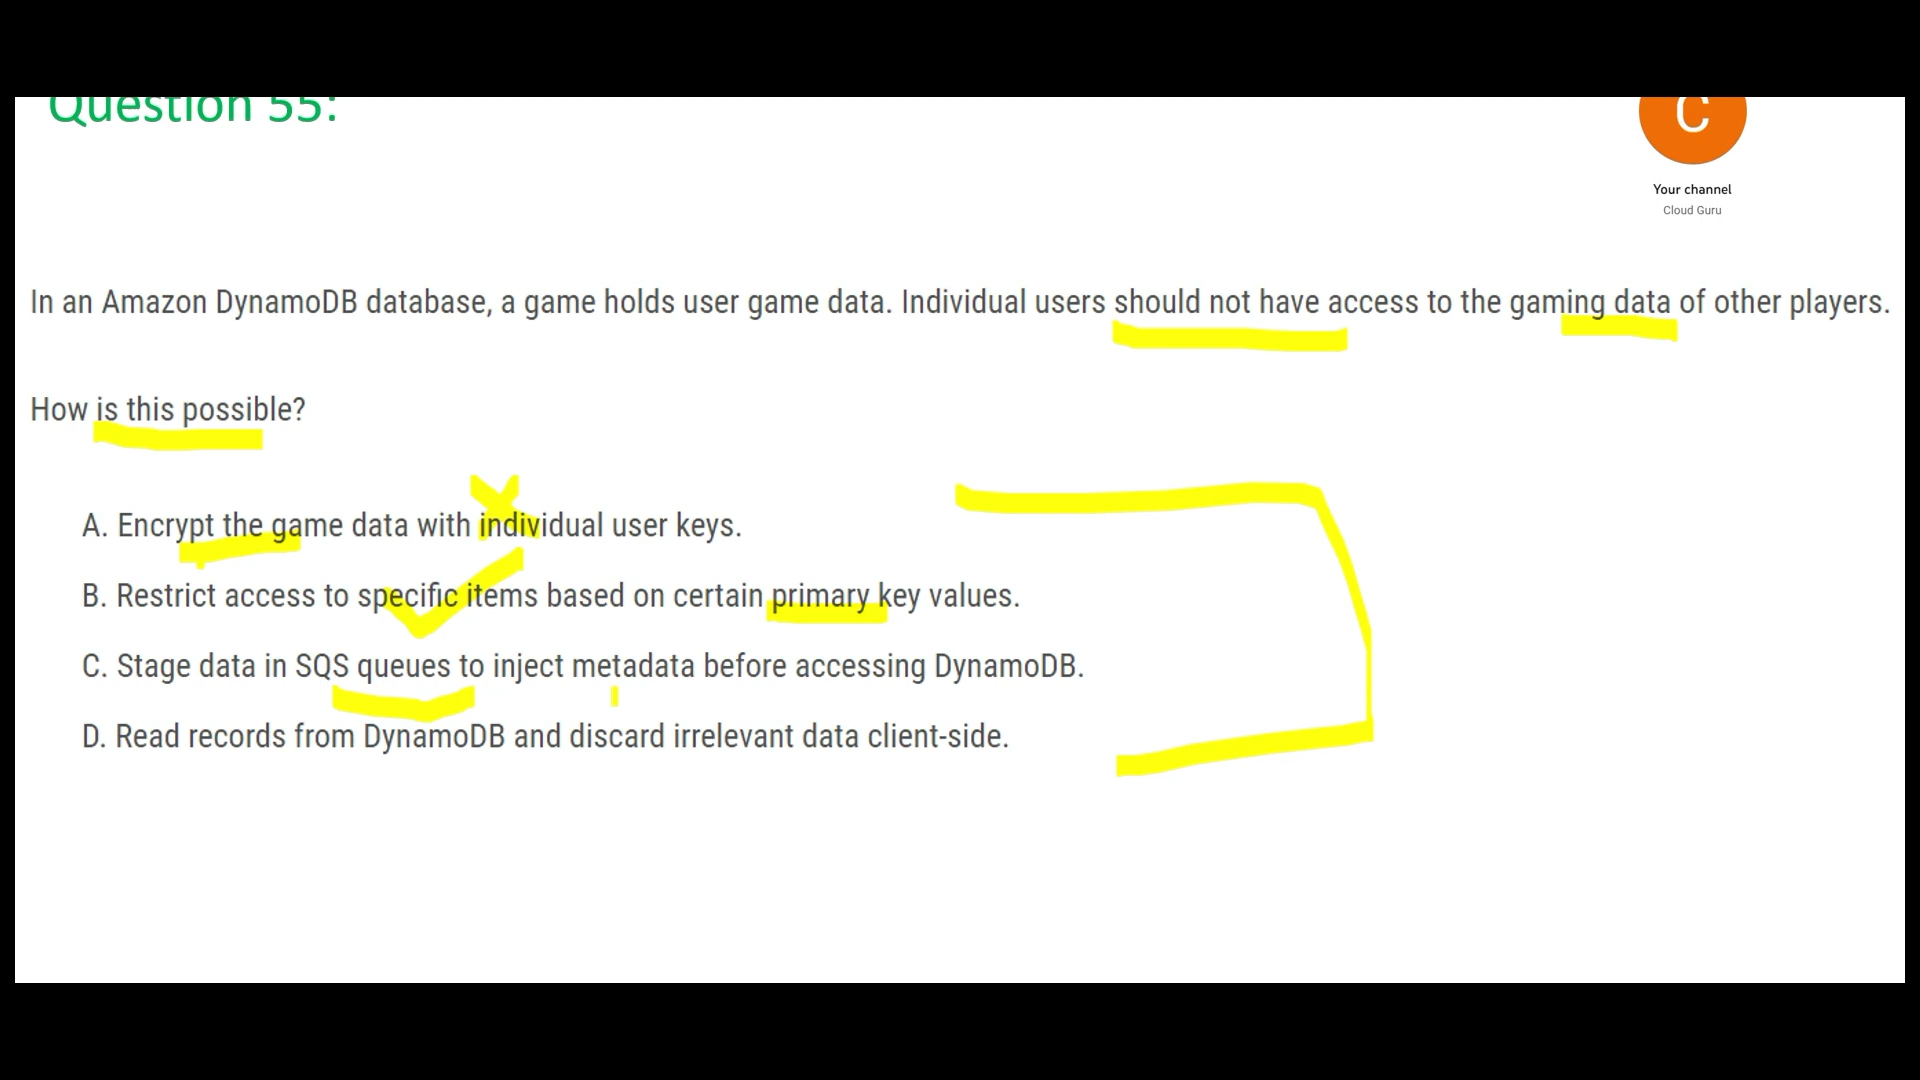 Question 55:
C
Your channel
Cloud Guru
In an Amazon DynamoDB database, a game holds user game data. Individual users should not have access to the gaming data of other players.
How is this possible?
A. Encrypt the game data with individual user keys.
B. Restrict access to specific items based on certain primary key values.
C. Stage data in SQS queues to inject metadata before accessing DynamoDB.
D. Read records from DynamoDB and discard irrelevant data client-side.